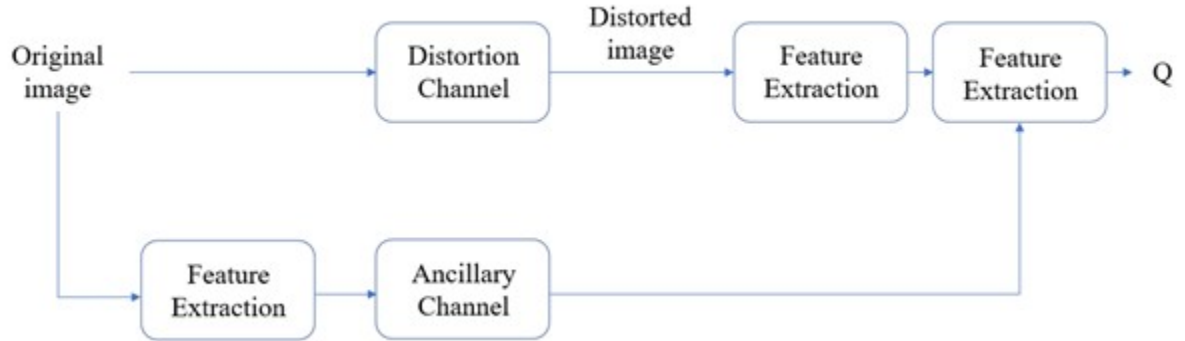 Original
image
Distortion
Channel
Distorted
image
Feature
Extraction
Feature
Extraction
Q
Feature
Extraction
Ancillary
Channel